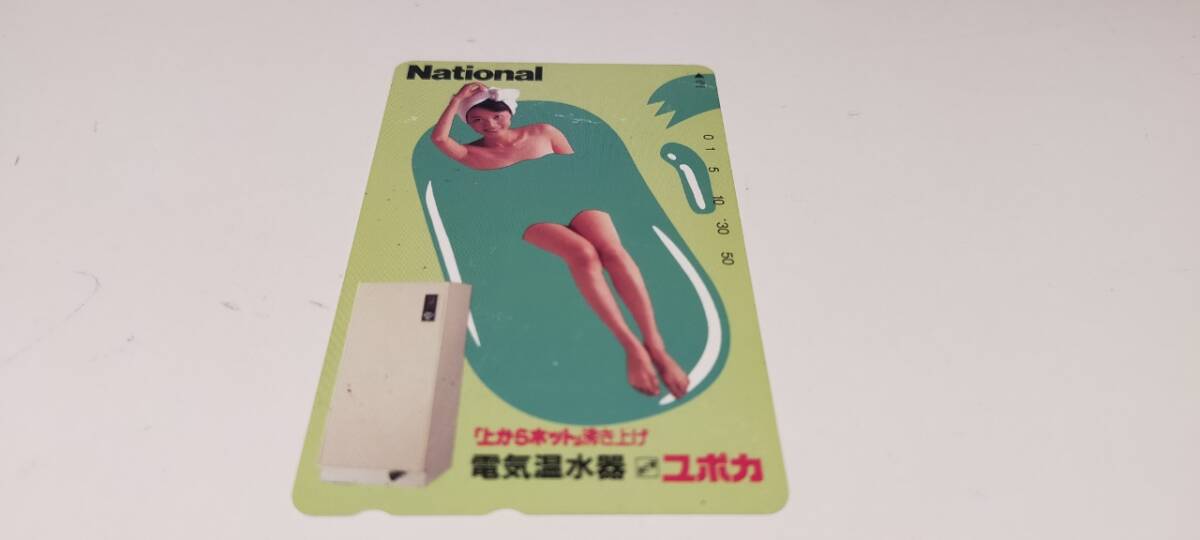 National
0 1 5 10 30 50
「上からホット」沸き上げ
電気温水器 ユポカ